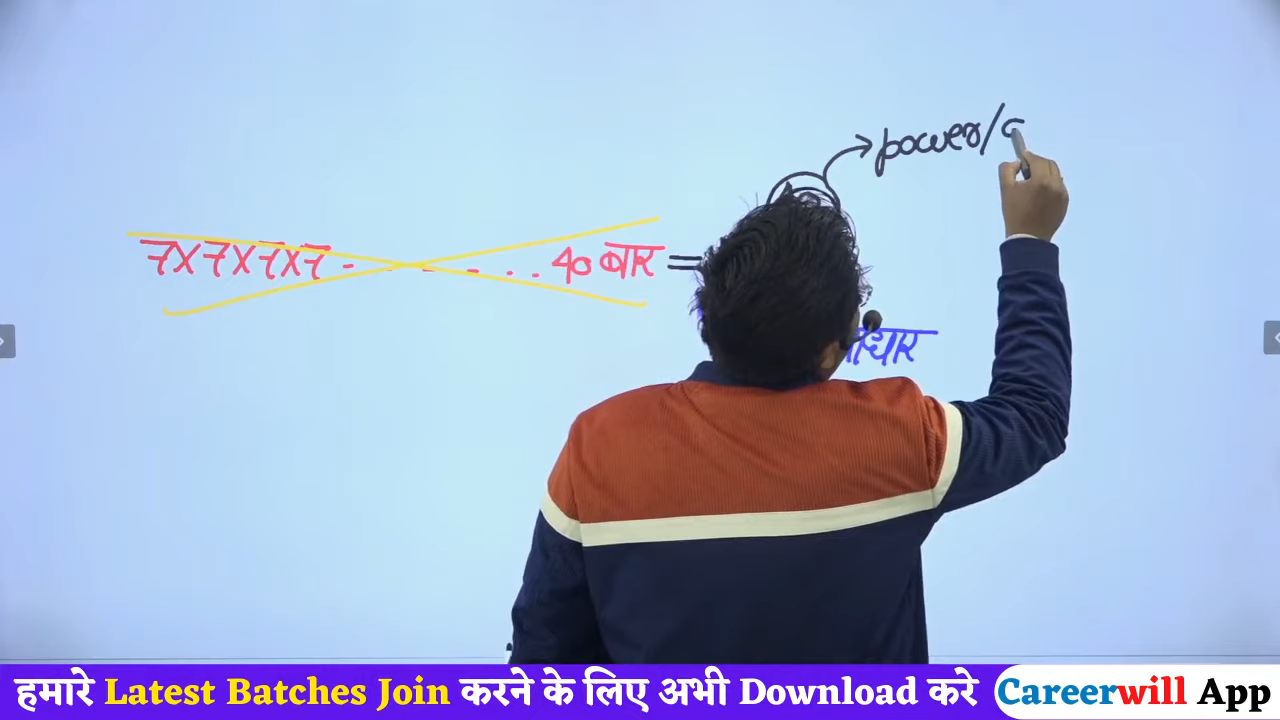 power/
7x7x7x7 - - - - . . 40 बार =
हमारे Latest Batches Join करने के लिए अभी Download करे Careerwill App